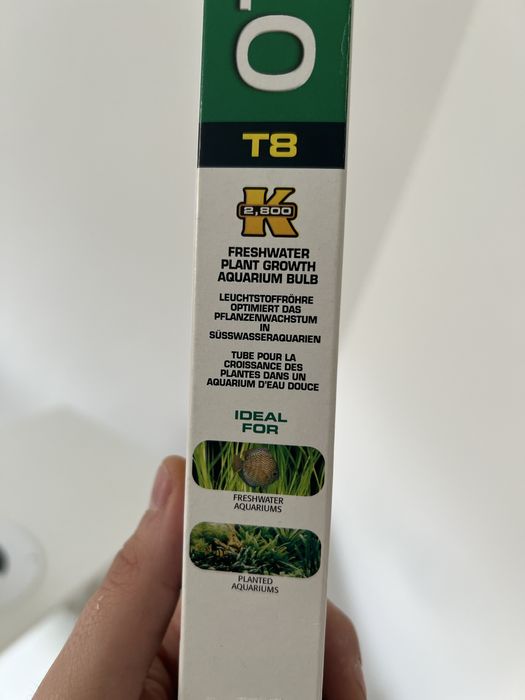 O
T8
K
2,800
FRESHWATER
PLANT GROWTH
AQUARIUM BULB
LEUCHTSTOFFRÖHRE
OPTIMIERT DAS
PFLANZENWACHSTUM
IN
SÜSSWASSERAQUARIEN
TUBE POUR LA
CROISSANCE DES
PLANTES DANS UN
AQUARIUM D'EAU DOUCE
IDEAL
FOR
FRESHWATER
AQUARIUMS
PLANTED
AQUARIUMS